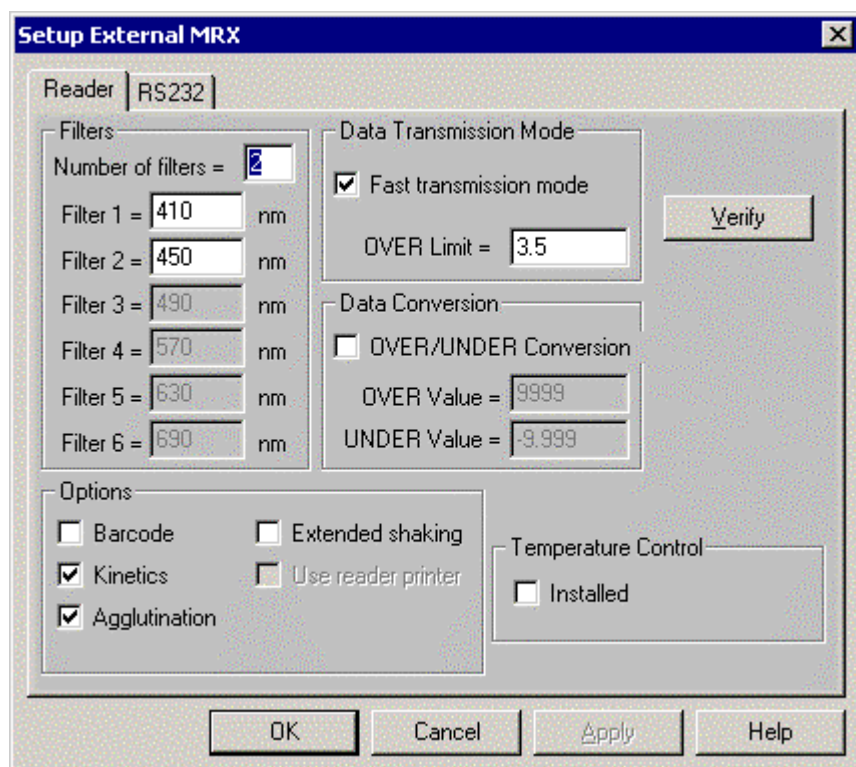 Setup External MRX
Reader RS232
Filters
Number of filters = 2
Filter 1 = 410 nm
Filter 2 = 450 nm
Filter 3 = 490 nm
Filter 4 = 570 nm
Filter 5 = 630 nm
Filter 6 = 690 nm
Data Transmission Mode
Fast transmission mode
OVER Limit = 3.5
Verify
Data Conversion
OVER/UNDER Conversion
OVER Value = 9999
UNDER Value = -9.999
Options
Barcode Extended shaking
Kinetics Use reader printer
Agglutination
Temperature Control
Installed
OK Cancel Apply Help